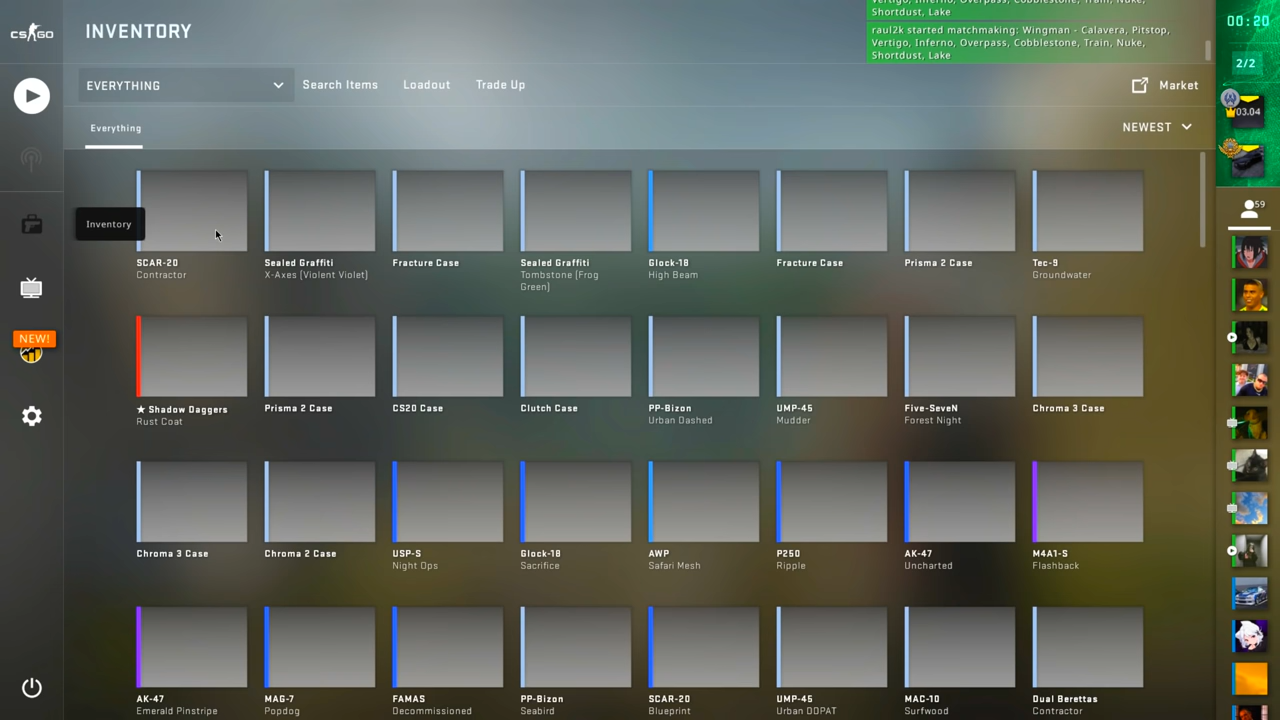 CS:GO
INVENTORY
Vertigo, Inferno, Overpass, Cobblestone, Train, Nuke,
Shortdust, Lake
raul2k started matchmaking: Wingman - Calavera, Pitstop,
Vertigo, Inferno, Overpass, Cobblestone, Train, Nuke,
Shortdust, Lake
00:20
2/2
03.04
59
EVERYTHING
Search Items
Loadout
Trade Up
Market
Everything
NEWEST
Inventory
NEW!
SCAR-20
Contractor
Sealed Graffiti
X-Axes (Violent Violet)
Fracture Case
Sealed Graffiti
Tombstone (Frog
Green)
Glock-18
High Beam
Fracture Case
Prisma 2 Case
Tec-9
Groundwater
★ Shadow Daggers
Rust Coat
Prisma 2 Case
CS20 Case
Clutch Case
PP-Bizon
Urban Dashed
UMP-45
Mudder
Five-SeveN
Forest Night
Chroma 3 Case
Chroma 3 Case
Chroma 2 Case
USP-S
Night Ops
Glock-18
Sacrifice
AWP
Safari Mesh
P250
Ripple
AK-47
Uncharted
M4A1-S
Flashback
AK-47
Emerald Pinstripe
MAG-7
Popdog
FAMAS
Decommissioned
PP-Bizon
Seabird
SCAR-20
Blueprint
UMP-45
Urban DDPAT
MAC-10
Surfwood
Dual Berettas
Contractor